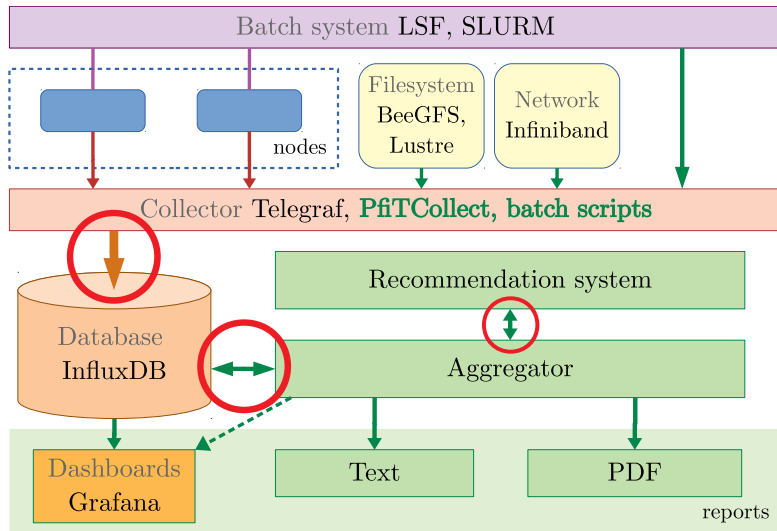 Batch system LSF, SLURM
Filesystem
BeeGFS,
Lustre
Network
Infiniband
nodes
Collector Telegraf, PfiTCollect, batch scripts
Recommendation system
Database
InfluxDB
Aggregator
Dashboards
Grafana
Text
PDF
reports